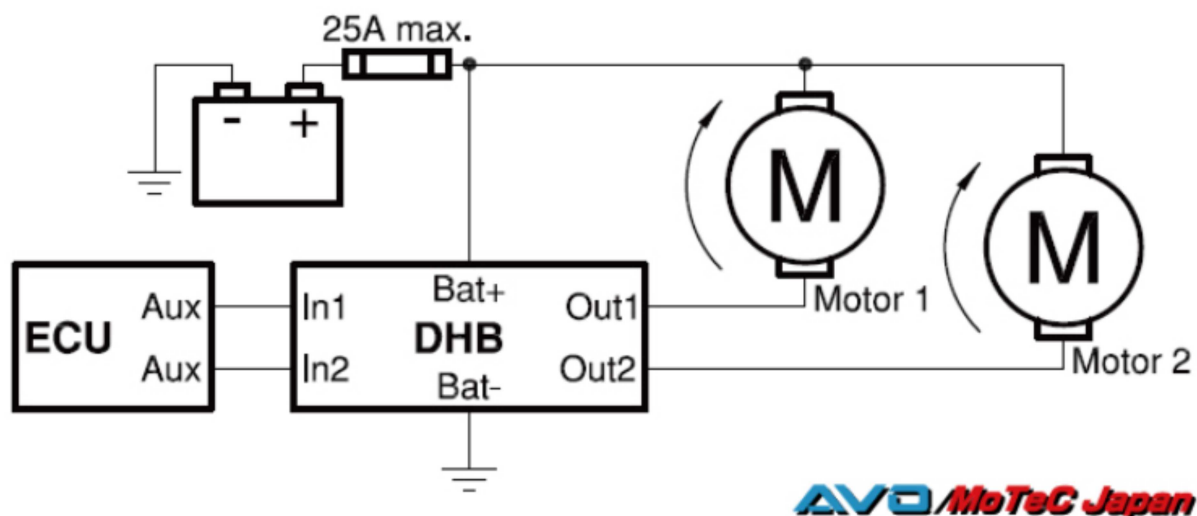 25A max.
- +
M
M
Aux In1 Bat+ Out1 Motor 1
ECU DHB
Aux In2 Out2 Motor 2
Bat-
AVO/MoTeC Japan